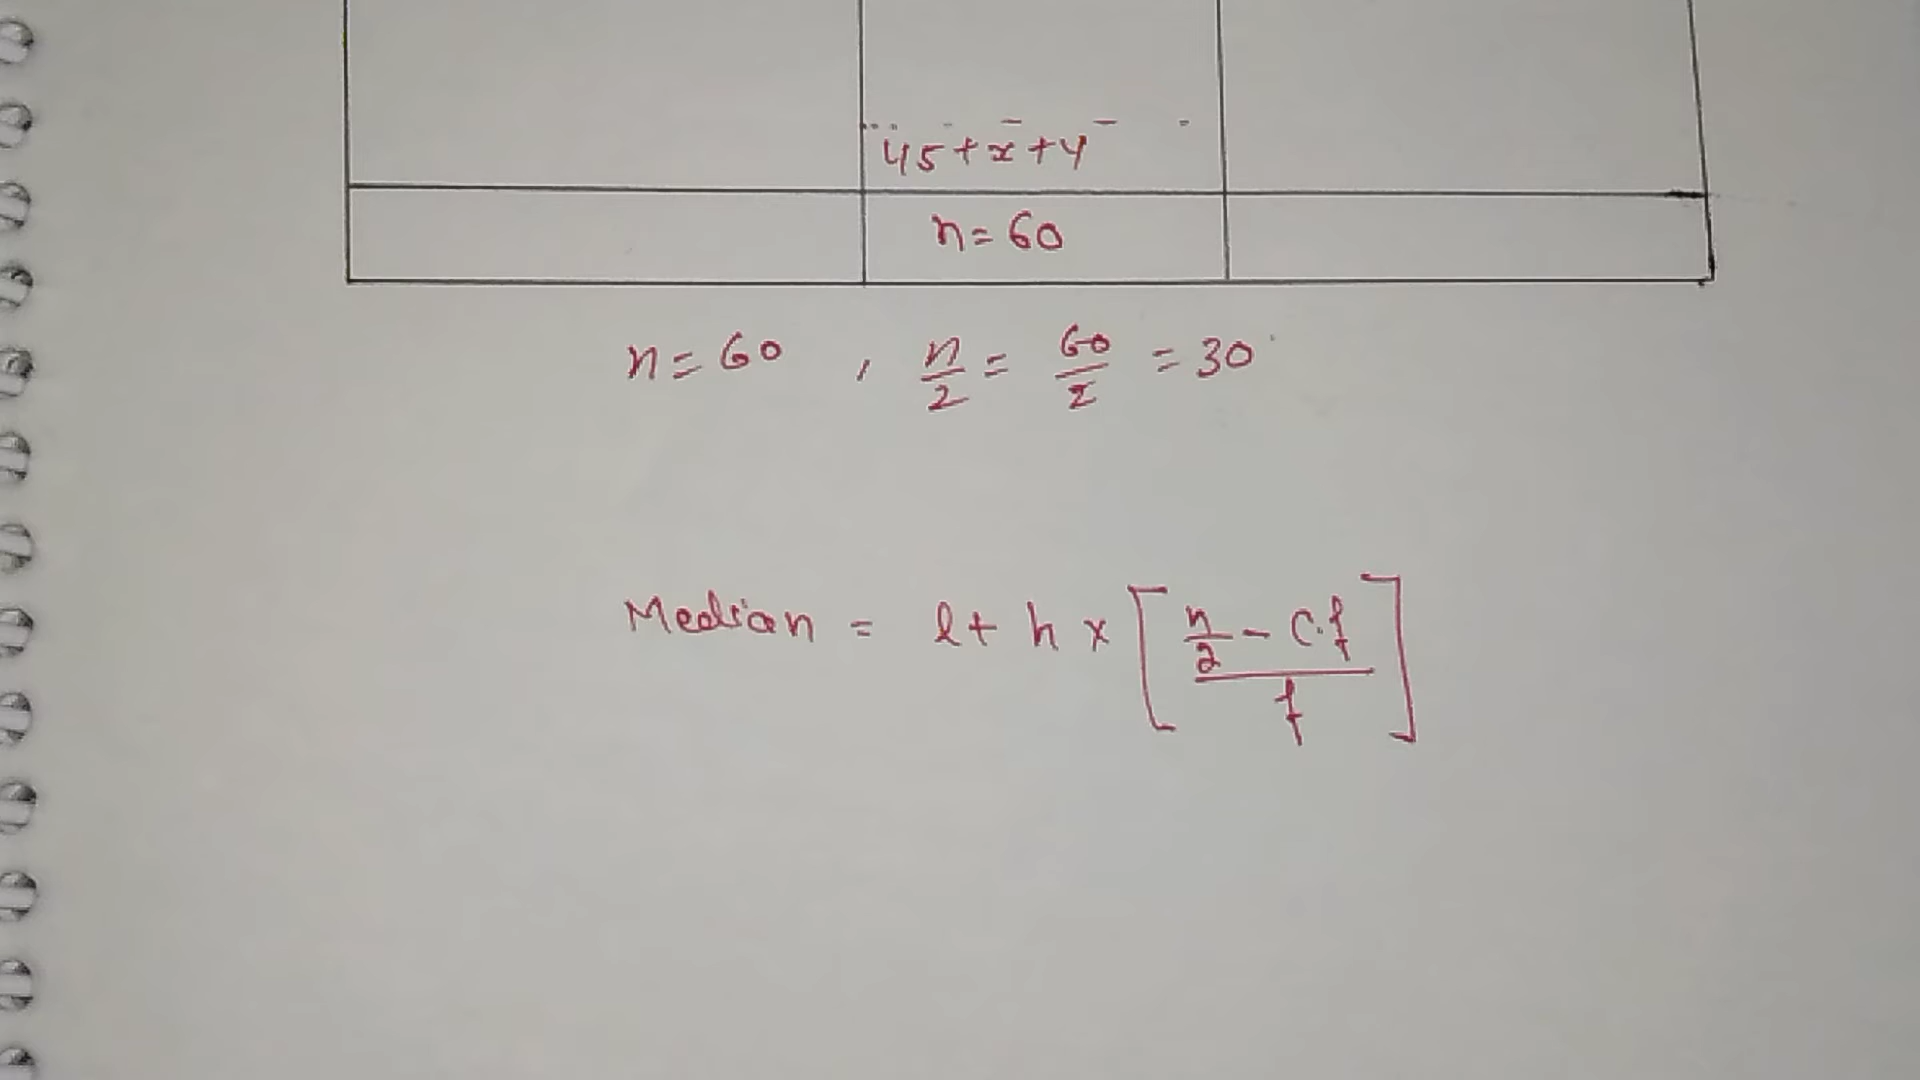 45+x+y
n=60
n=60 , n/2 = 60/2 = 30
Median = l+ h x [ (n/2 - c.f) / f ]